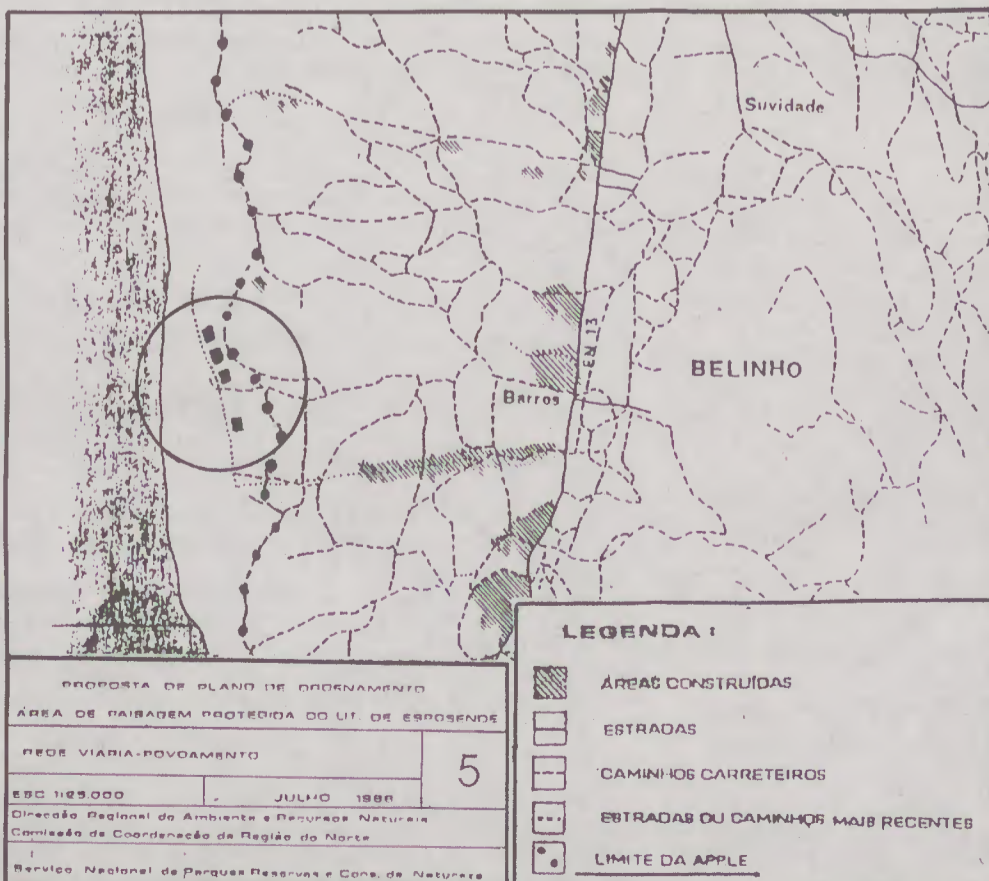 Suvidade
EN 13
BELINHO
Barros
LEGENDA :
ÁREAS CONSTRUÍDAS
ESTRADAS
CAMINHOS CARRETEIROS
ESTRADAS OU CAMINHOS MAIS RECENTES
LIMITE DA APPLE
PROPOSTA DE PLANO DE ORDENAMENTO
ÁREA DE PAISAGEM PROTEGIDA DO LIT. DE ESPOSENDE
REDE VIARIA-POVOAMENTO
5
ESC 1:25.000
JULHO 1986
Direcção Regional do Ambiente e Recursos Naturais
Comissão de Coordenação da Região do Norte
Serviço Nacional de Parques Reservas e Cons. da Natureza